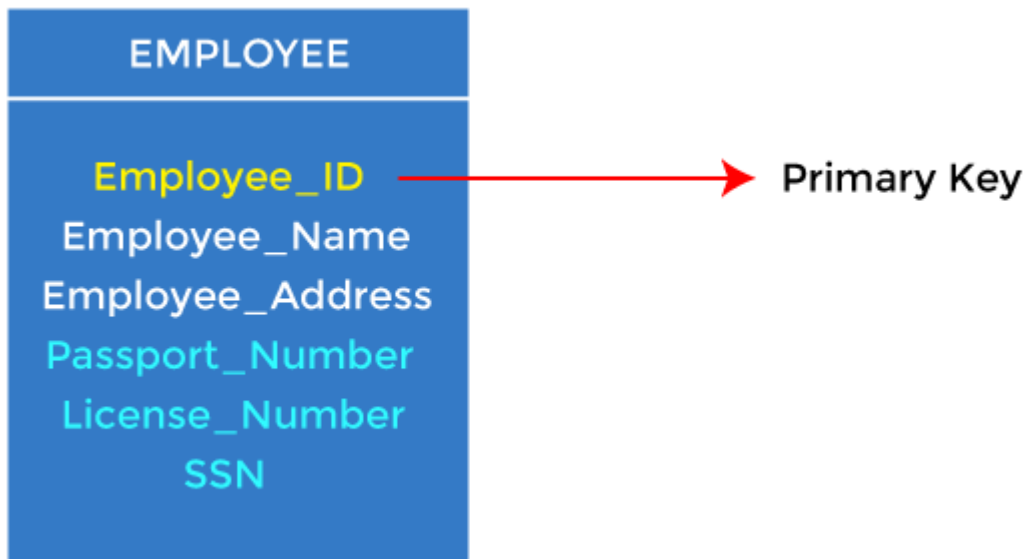 EMPLOYEE
Employee_ID
Primary Key
Employee_Name
Employee_Address
Passport_Number
License_Number
SSN